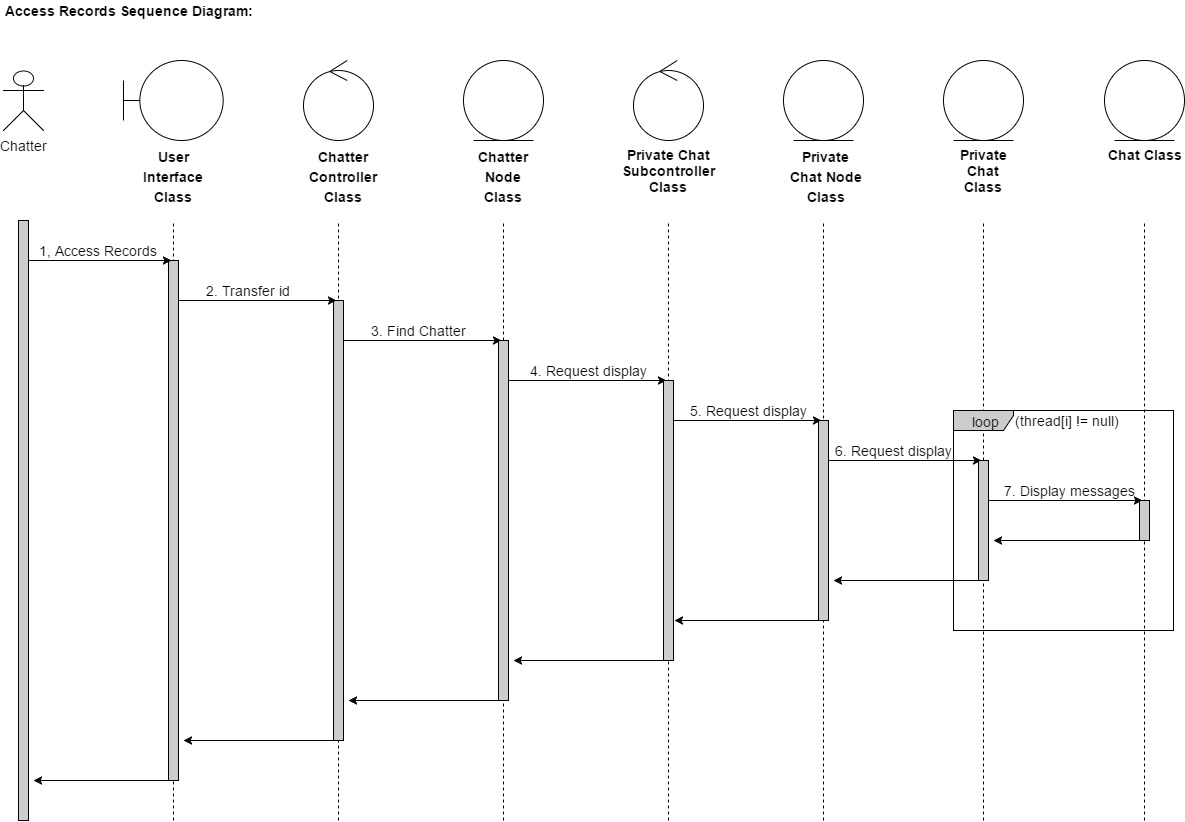 Access Records Sequence Diagram:
Chatter
User
Interface
Class
Chatter
Controller
Class
Chatter
Node
Class
Private Chat
Subcontroller
Class
Private
Chat Node
Class
Private
Chat
Class
Chat Class
1, Access Records
2. Transfer id
3. Find Chatter
4. Request display
5. Request display
loop
(thread[i] != null)
6. Request display
7. Display messages